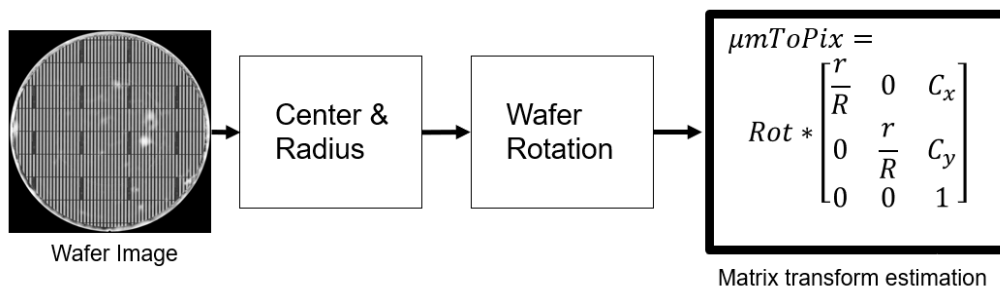 Wafer Image
Center &
Radius
Wafer
Rotation
μmToPix =
Rot * [r/R 0 C_x
0 r/R C_y
0 0 1]
Matrix transform estimation